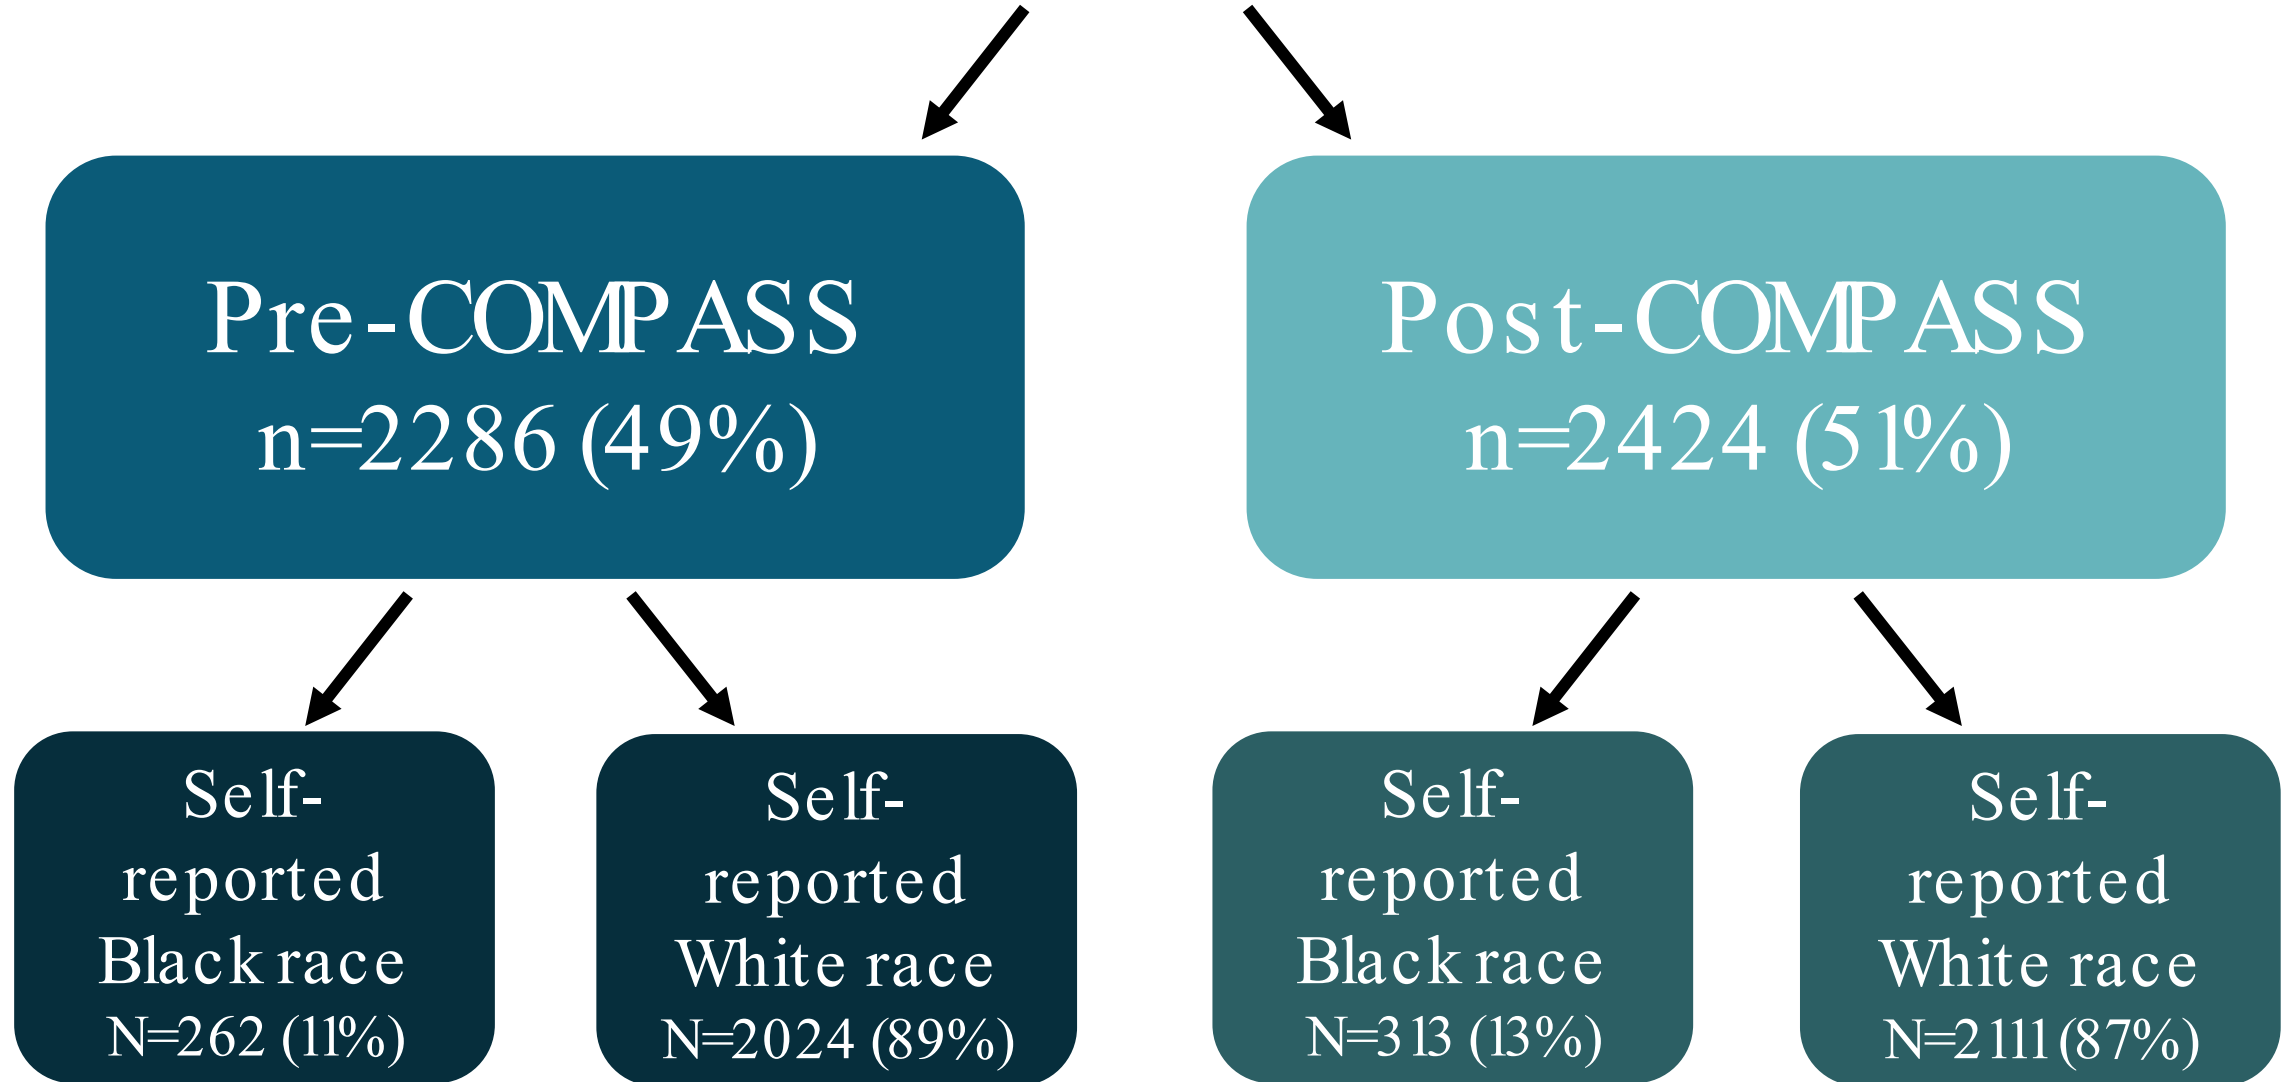 Pre-COMPASS
n=2286 (49%)
Post-COMPASS
n=2424 (51%)
Self-
reported
Black race
N=262 (11%)
Self-
reported
White race
N=2024 (89%)
Self-
reported
Black race
N=313 (13%)
Self-
reported
White race
N=2111 (87%)